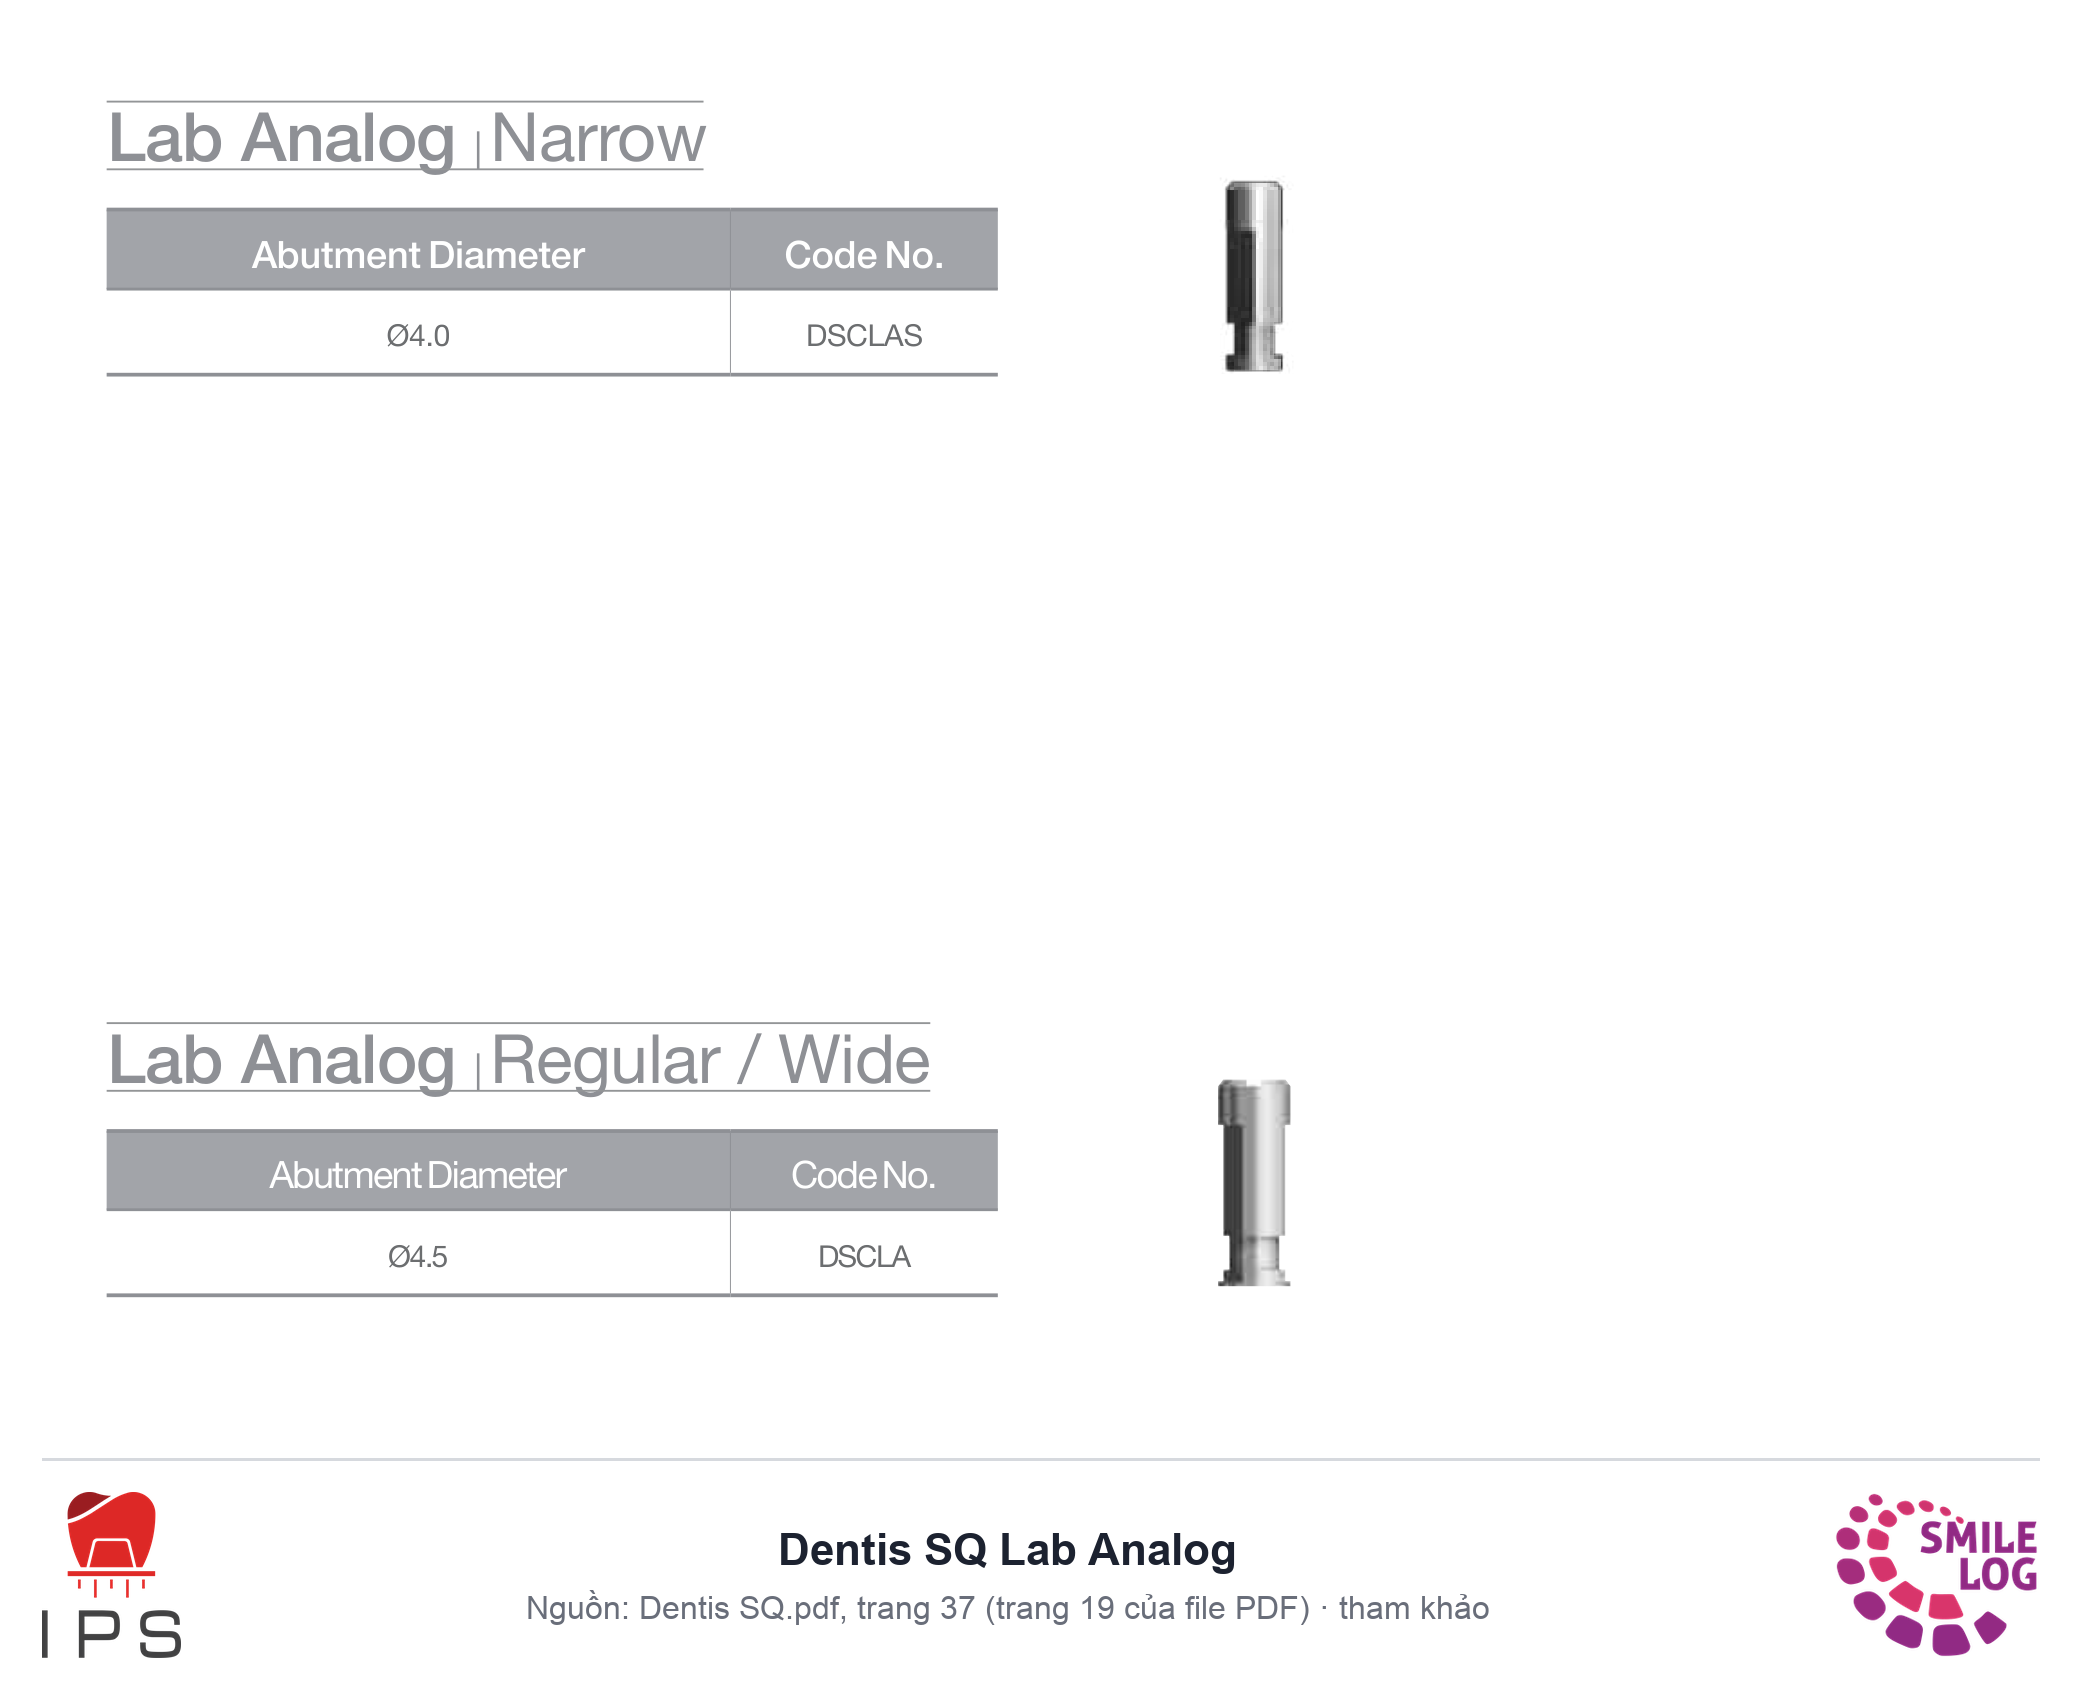 Lab Analog | Narrow
Abutment Diameter Code No.
Ø4.0 DSCLAS
Lab Analog | Regular / Wide
Abutment Diameter Code No.
Ø4.5 DSCLA
IPS
Dentis SQ Lab Analog
Nguồn: Dentis SQ.pdf, trang 37 (trang 19 của file PDF) · tham khảo
SMILE
LOG